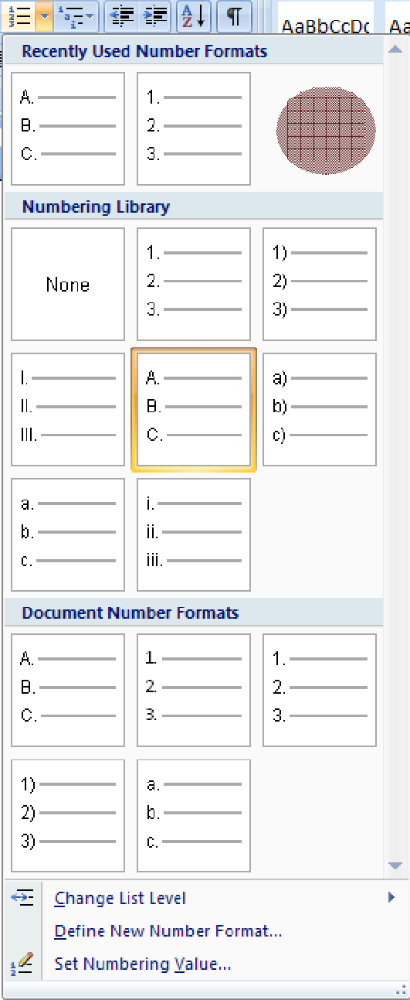 AaBbCcDc Aa
Recently Used Number Formats
A. 1.
B. 2.
C. 3.
Numbering Library
None
1. 1)
2. 2)
3. 3)
I. A. a)
II. B. b)
III. C. c)
a. i.
b. ii.
c. iii.
Document Number Formats
A. 1. 1.
B. 2. 2.
C. 3. 3.
1) a.
2) b.
3) c.
Change List Level
Define New Number Format...
Set Numbering Value...